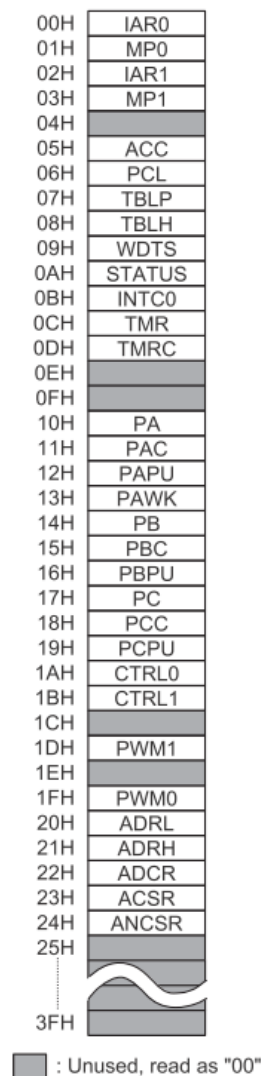 00H IAR0
01H MP0
02H IAR1
03H MP1
04H
05H ACC
06H PCL
07H TBLP
08H TBLH
09H WDTS
0AH STATUS
0BH INTC0
0CH TMR
0DH TMRC
0EH
0FH
10H PA
11H PAC
12H PAPU
13H PAWK
14H PB
15H PBC
16H PBPU
17H PC
18H PCC
19H PCPU
1AH CTRL0
1BH CTRL1
1CH
1DH PWM1
1EH
1FH PWM0
20H ADRL
21H ADRH
22H ADCR
23H ACSR
24H ANCSR
25H
3FH
: Unused, read as "00"